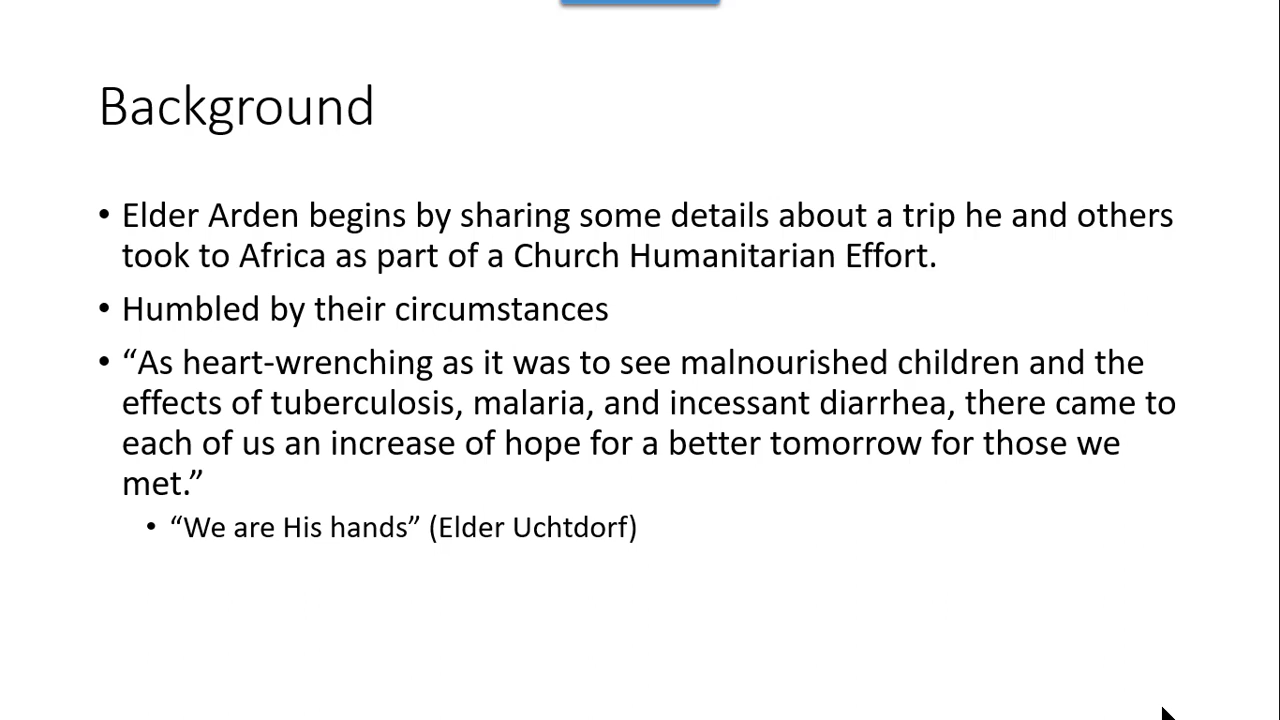 Background
• Elder Arden begins by sharing some details about a trip he and others
took to Africa as part of a Church Humanitarian Effort.
• Humbled by their circumstances
• “As heart-wrenching as it was to see malnourished children and the
effects of tuberculosis, malaria, and incessant diarrhea, there came to
each of us an increase of hope for a better tomorrow for those we
met.”
• “We are His hands” (Elder Uchtdorf)